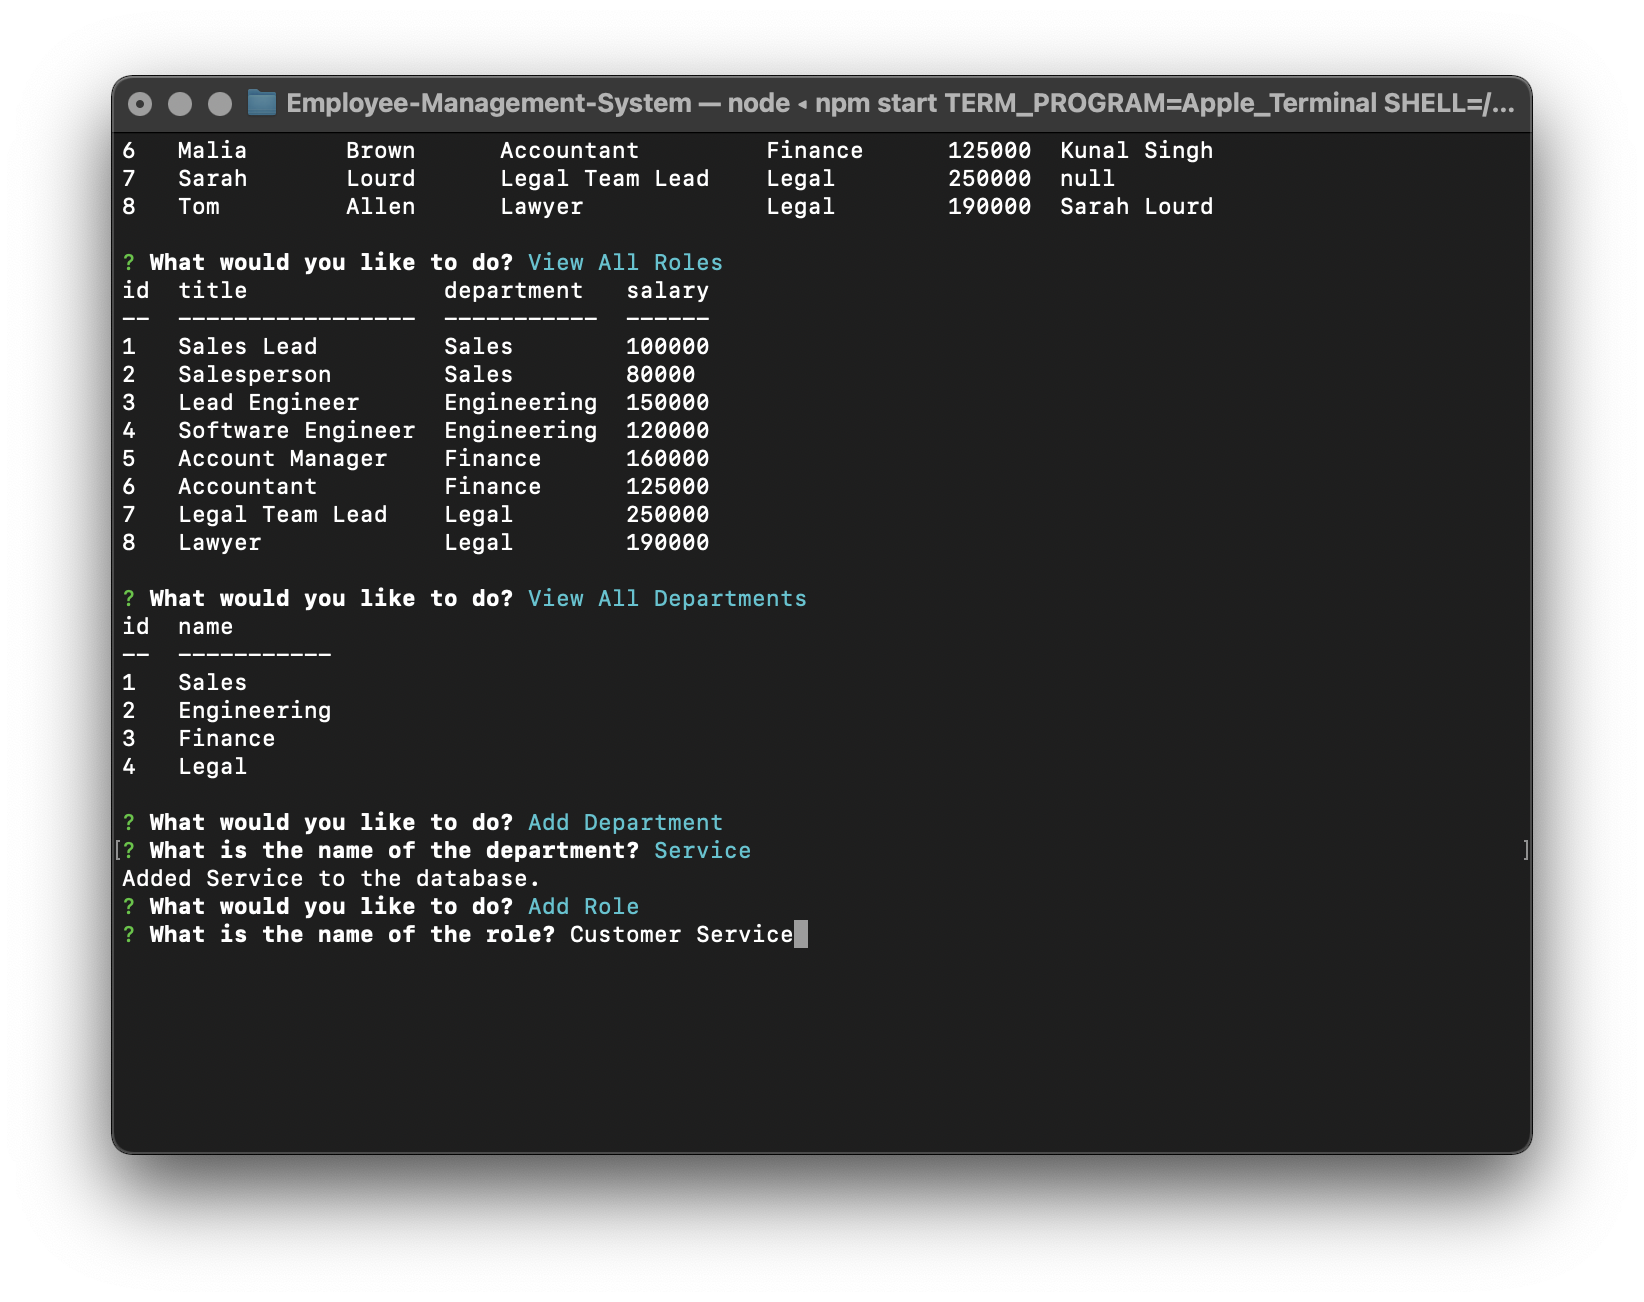 Employee-Management-System — node ◂ npm start TERM_PROGRAM=Apple_Terminal SHELL=/...
6   Malia       Brown      Accountant         Finance      125000  Kunal Singh
7   Sarah       Lourd      Legal Team Lead    Legal        250000  null
8   Tom         Allen      Lawyer             Legal        190000  Sarah Lourd
? What would you like to do? View All Roles
id  title              department   salary
--  -----------------  -----------  ------
1   Sales Lead         Sales        100000
2   Salesperson        Sales        80000
3   Lead Engineer      Engineering  150000
4   Software Engineer  Engineering  120000
5   Account Manager    Finance      160000
6   Accountant         Finance      125000
7   Legal Team Lead    Legal        250000
8   Lawyer             Legal        190000
? What would you like to do? View All Departments
id  name
--  -----------
1   Sales
2   Engineering
3   Finance
4   Legal
? What would you like to do? Add Department
[? What is the name of the department? Service ]
Added Service to the database.
? What would you like to do? Add Role
? What is the name of the role? Customer Service